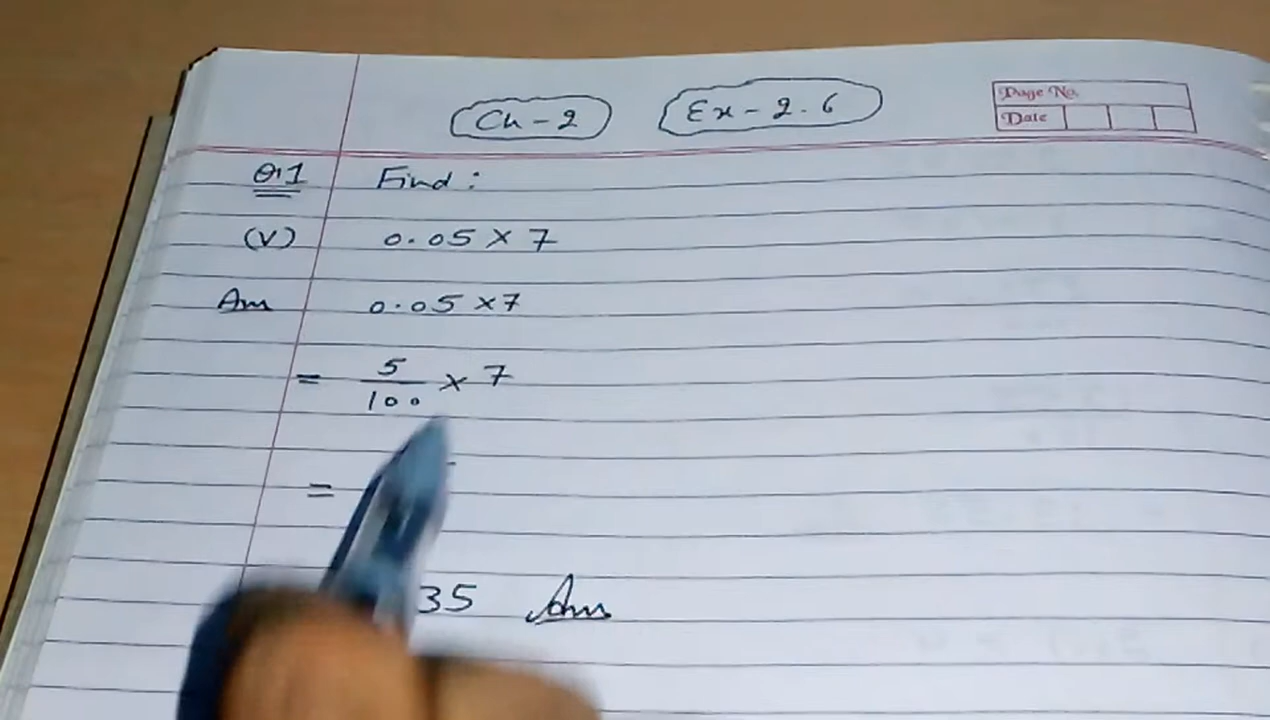 Ch-2 Ex-2.6
Page No.
Date
Q.1 Find:
(V) 0.05 × 7
Ans 0.05 × 7
= 5/100 × 7
=
35 Ans